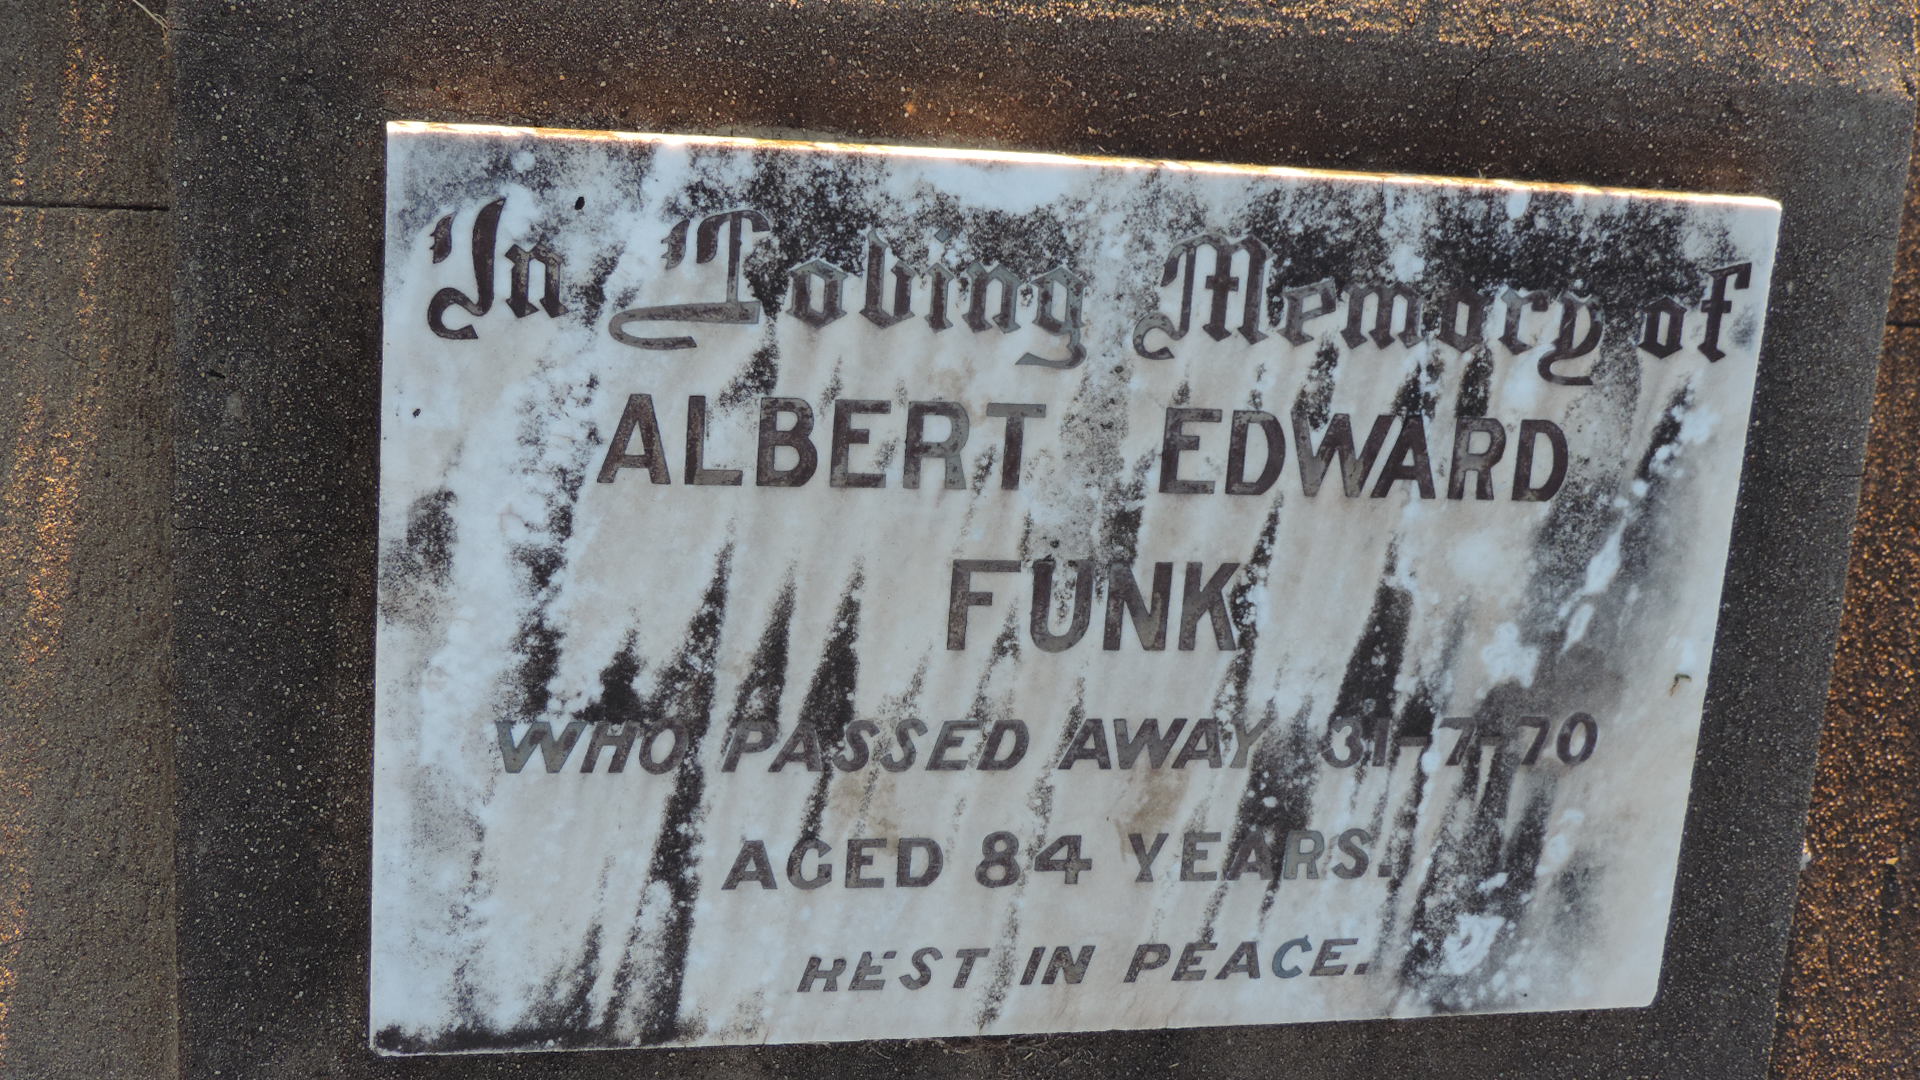 In Loving Memory of
ALBERT EDWARD
FUNK
WHO PASSED AWAY 31-7-70
AGED 84 YEARS.
REST IN PEACE.